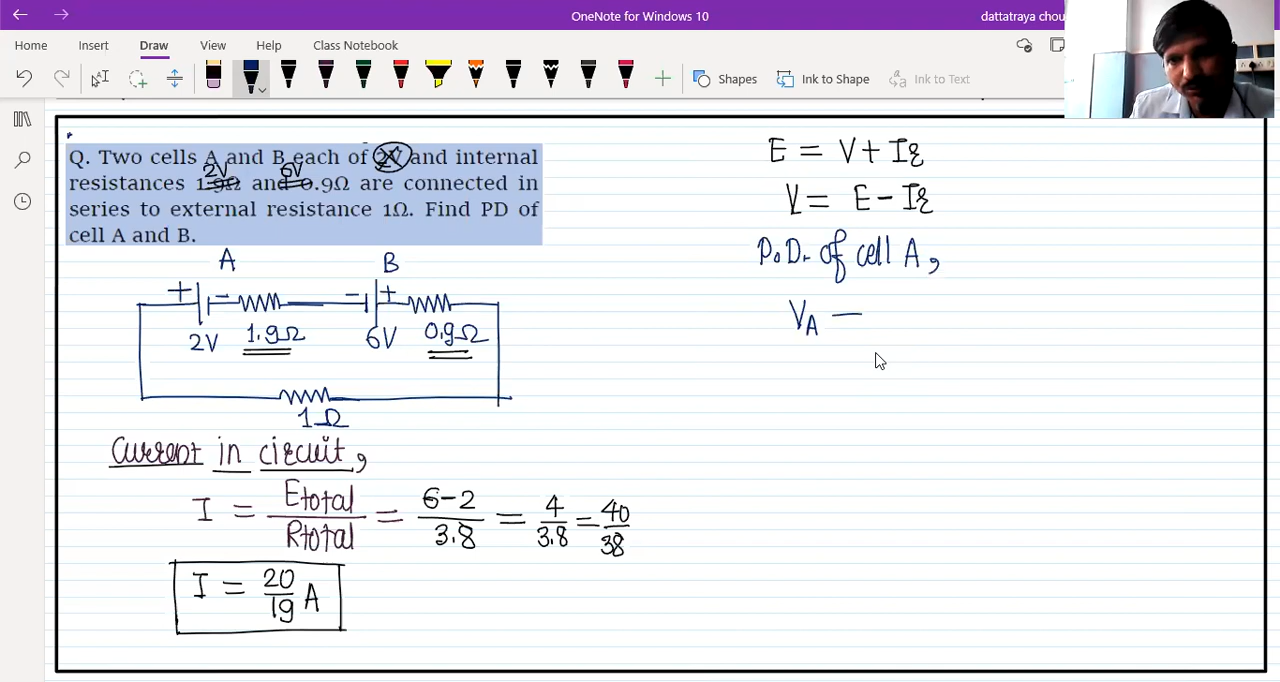 OneNote for Windows 10
dattatraya chou
Home Insert Draw View Help Class Notebook
Shapes Ink to Shape Ink to Text
Q. Two cells A and B each of 2V and internal
2V 6V
resistances 1.9Ω and 0.9Ω are connected in
series to external resistance 1Ω. Find PD of
cell A and B.
A B
+ - - +
2V 1.9Ω 6V 0.9Ω
1Ω
Current in circuit,
I = Etotal / Rtotal = 6-2 / 3.8 = 4 / 3.8 = 40 / 38
I = 20 / 19 A
E = V + Ir
V = E - Ir
P.D. of cell A,
VA —